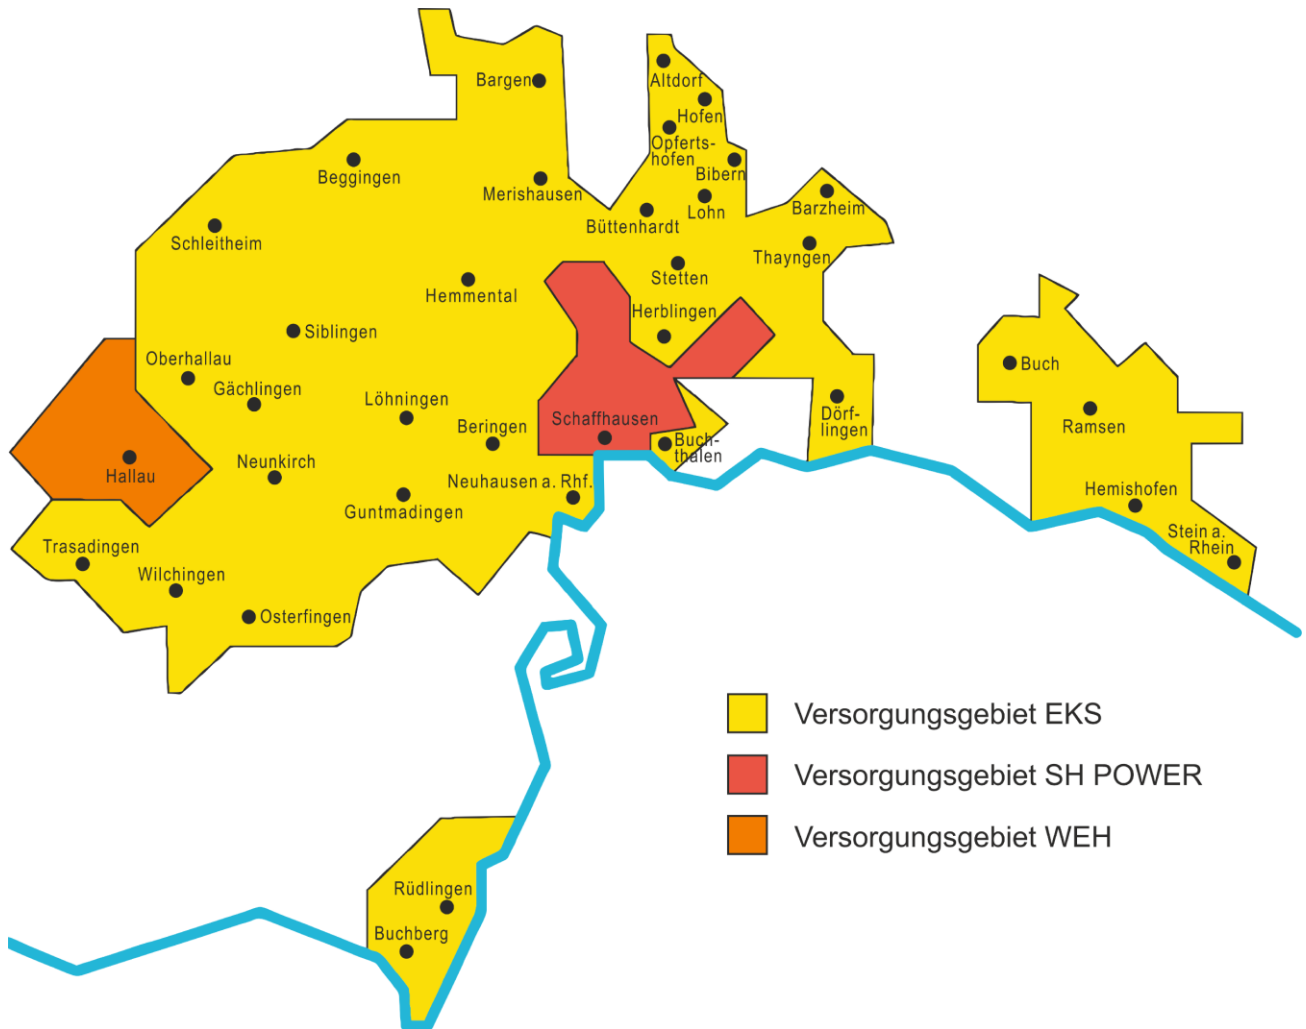 Bargen
Altdorf
Hofen
Opferts-
hofen
Bibern
Beggingen
Merishausen
Lohn
Barzheim
Büttenhardt
Schleitheim
Thayngen
Stetten
Hemmental
Herblingen
Siblingen
Oberhallau
Gächlingen
Buch
Löhningen
Schaffhausen
Dörf-
lingen
Ramsen
Beringen
Buch-
thalen
Hallau
Neunkirch
Neuhausen a. Rhf.
Guntmadingen
Hemishofen
Stein a.
Rhein
Trasadingen
Wilchingen
Osterfingen
Versorgungsgebiet EKS
Versorgungsgebiet SH POWER
Versorgungsgebiet WEH
Rüdlingen
Buchberg